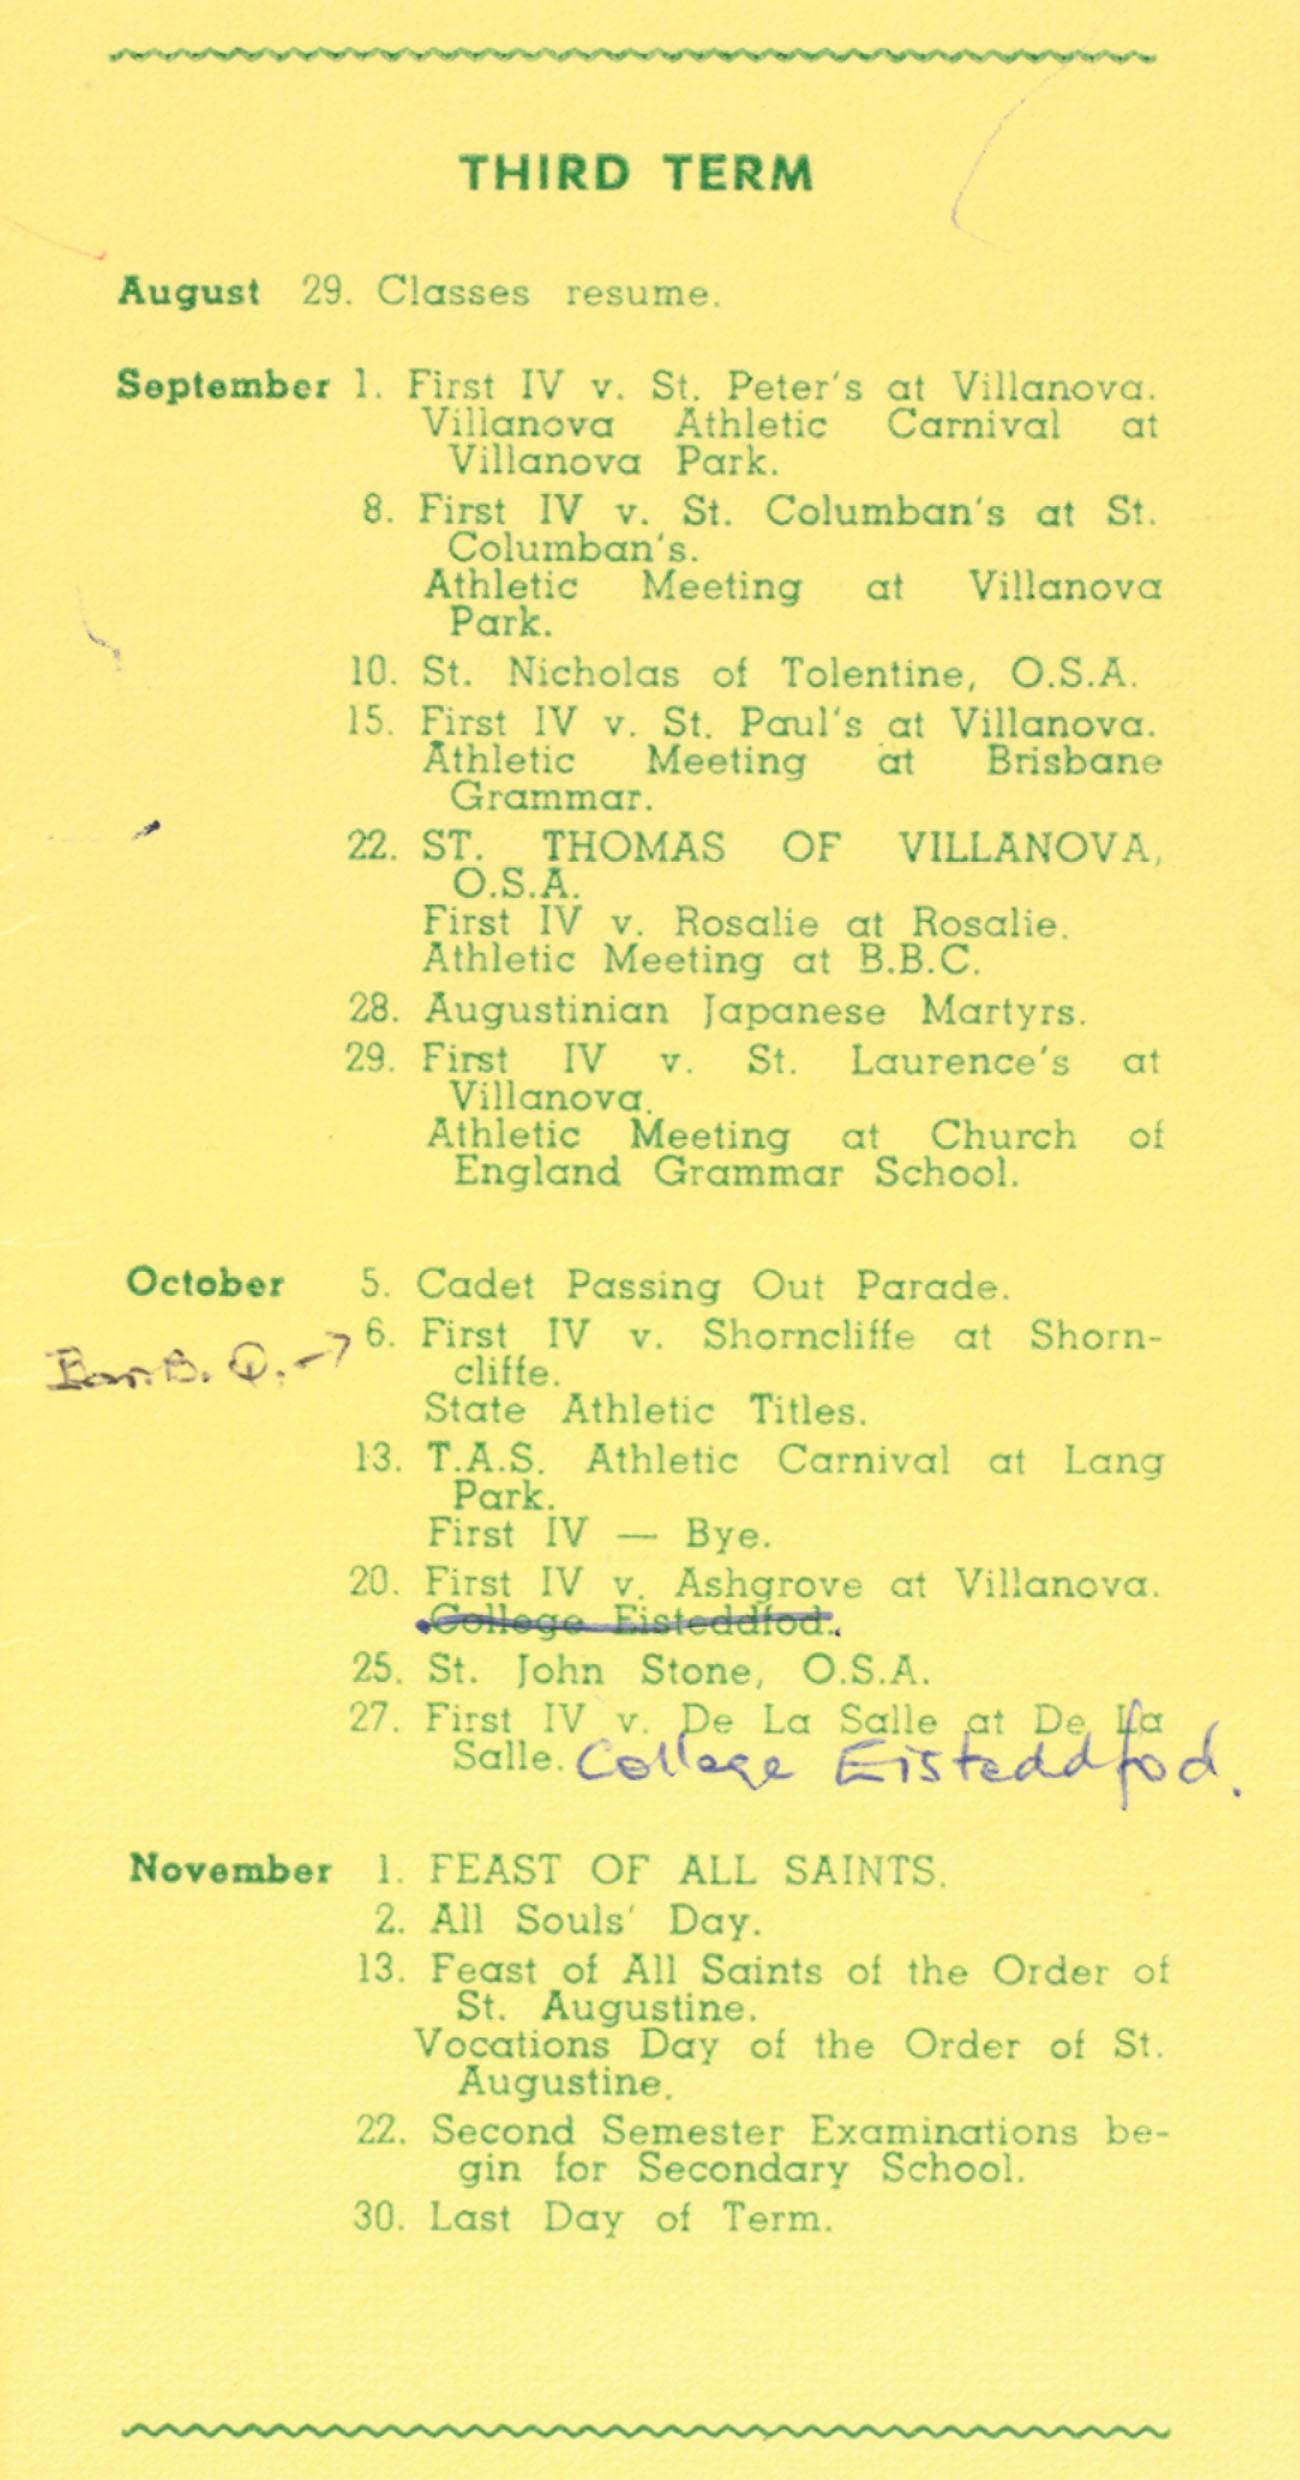 THIRD TERM
August 29. Classes resume.
September 1. First IV v. St. Peter's at Villanova.
Villanova Athletic Carnival at
Villanova Park.
8. First IV v. St. Columban's at St.
Columban's.
Athletic Meeting at Villanova
Park.
10. St. Nicholas of Tolentine, O.S.A.
15. First IV v. St. Paul's at Villanova.
Athletic Meeting at Brisbane
Grammar.
22. ST. THOMAS OF VILLANOVA,
O.S.A.
First IV v. Rosalie at Rosalie.
Athletic Meeting at B.B.C.
28. Augustinian Japanese Martyrs.
29. First IV v. St. Laurence's at
Villanova.
Athletic Meeting at Church of
England Grammar School.
October 5. Cadet Passing Out Parade.
Bar.B.Q. → 6. First IV v. Shorncliffe at Shorn-
cliffe.
State Athletic Titles.
13. T.A.S. Athletic Carnival at Lang
Park.
First IV — Bye.
20. First IV v. Ashgrove at Villanova.
College Eisteddfod.
25. St. John Stone, O.S.A.
27. First IV v. De La Salle at De La
Salle. College Eisteddfod.
November 1. FEAST OF ALL SAINTS.
2. All Souls' Day.
13. Feast of All Saints of the Order of
St. Augustine.
Vocations Day of the Order of St.
Augustine.
22. Second Semester Examinations be-
gin for Secondary School.
30. Last Day of Term.